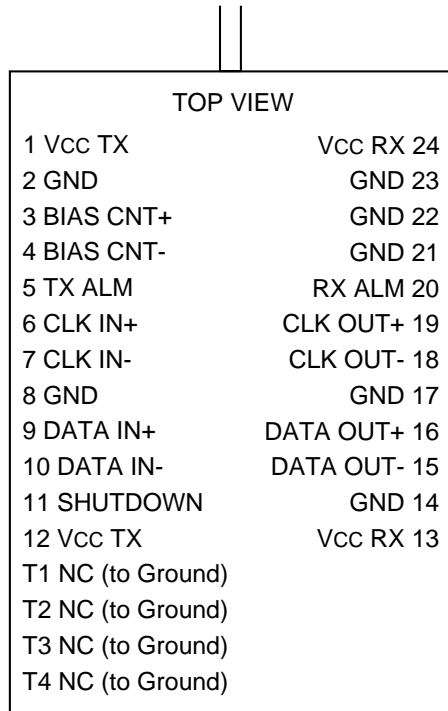 TOP VIEW
1 VCC TX VCC RX 24
2 GND GND 23
3 BIAS CNT+ GND 22
4 BIAS CNT- GND 21
5 TX ALM RX ALM 20
6 CLK IN+ CLK OUT+ 19
7 CLK IN- CLK OUT- 18
8 GND GND 17
9 DATA IN+ DATA OUT+ 16
10 DATA IN- DATA OUT- 15
11 SHUTDOWN GND 14
12 VCC TX VCC RX 13
T1 NC (to Ground)
T2 NC (to Ground)
T3 NC (to Ground)
T4 NC (to Ground)